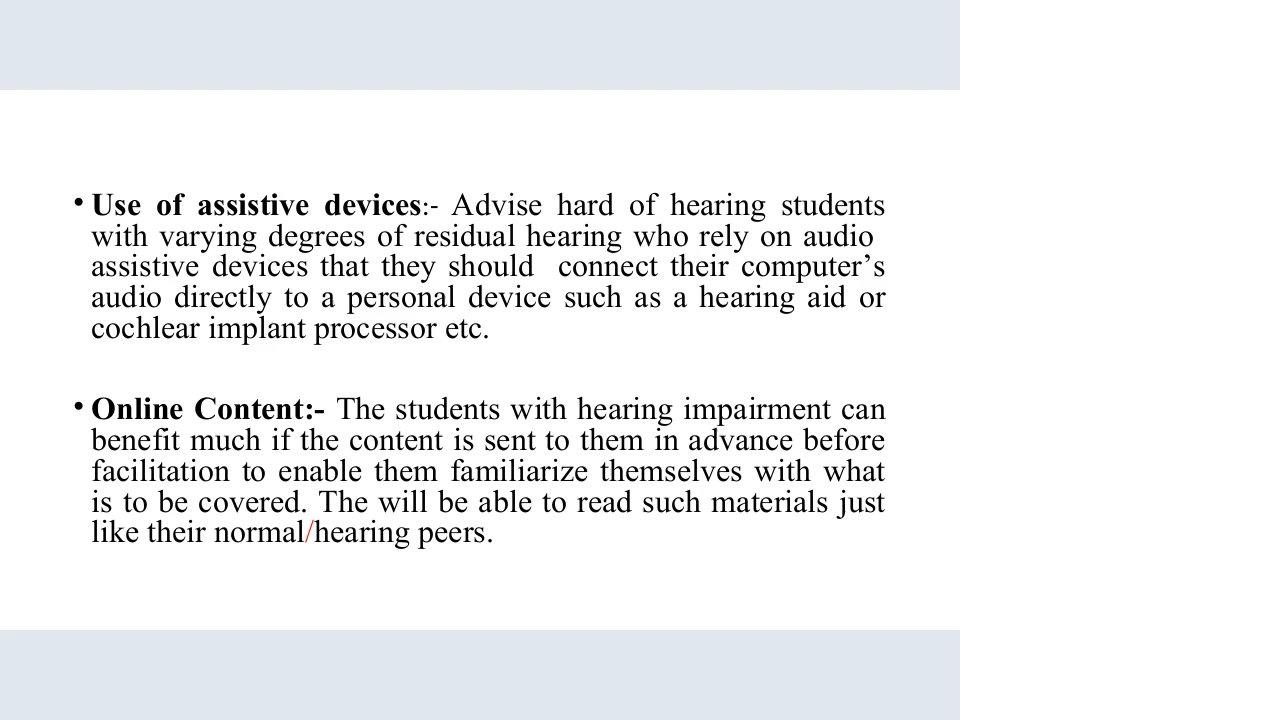 • Use of assistive devices:- Advise hard of hearing students
with varying degrees of residual hearing who rely on audio
assistive devices that they should  connect their computer’s
audio directly to a personal device such as a hearing aid or
cochlear implant processor etc.
• Online Content:- The students with hearing impairment can
benefit much if the content is sent to them in advance before
facilitation to enable them familiarize themselves with what
is to be covered. The will be able to read such materials just
like their normal/hearing peers.